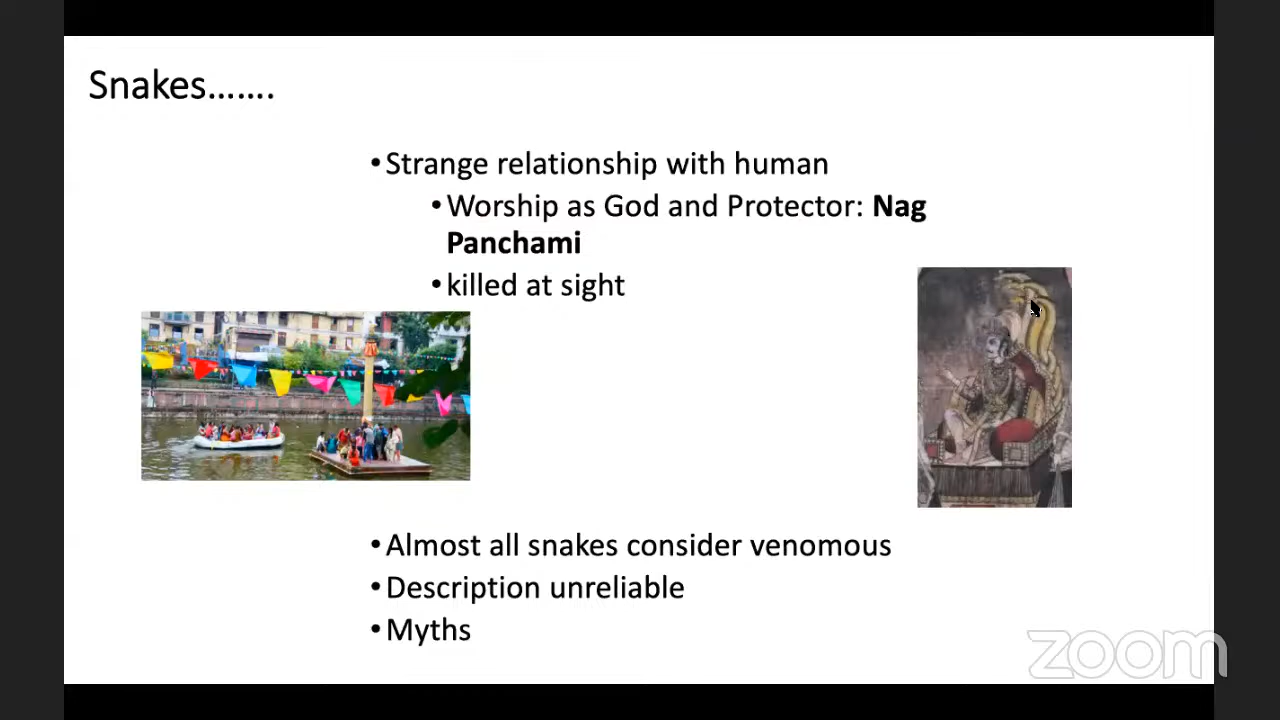 Snakes.......
•Strange relationship with human
•Worship as God and Protector: Nag
Panchami
•killed at sight
•Almost all snakes consider venomous
•Description unreliable
•Myths
zoom